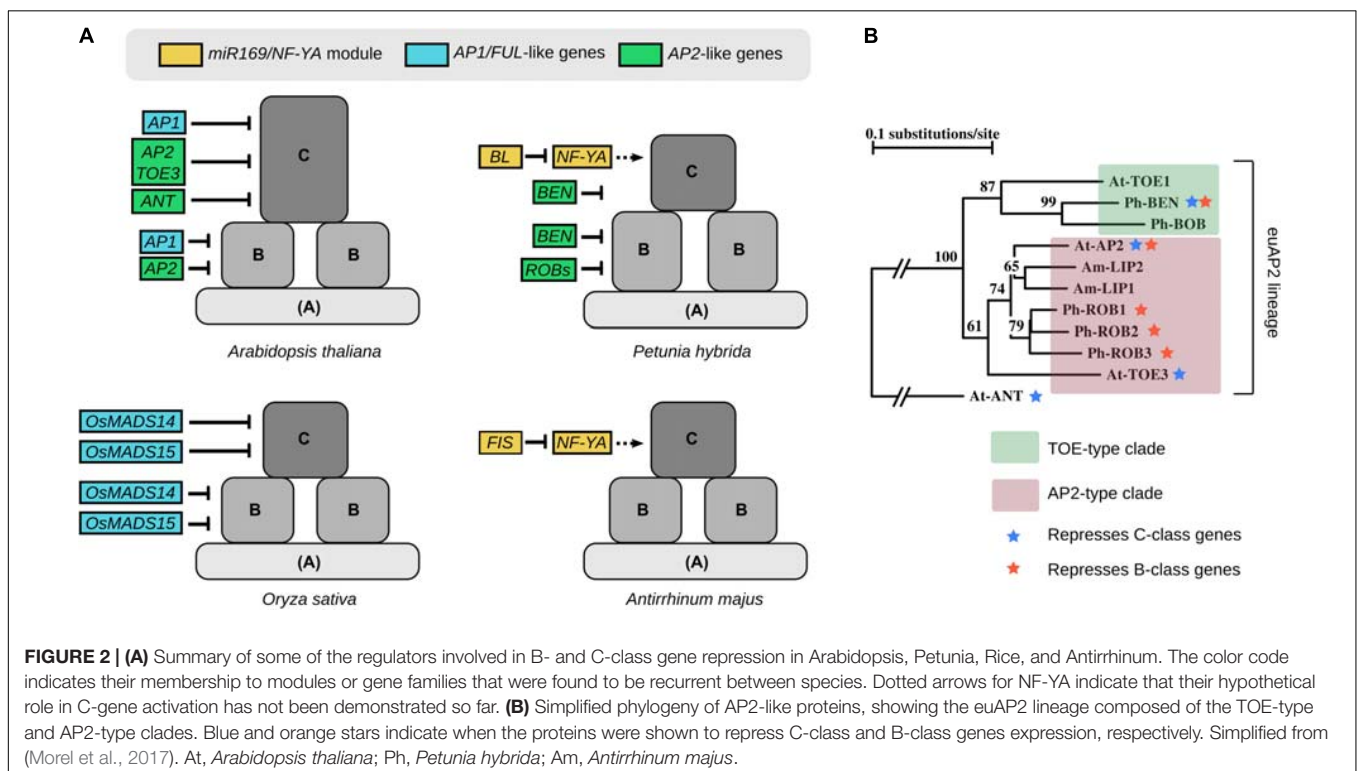 A
miR169/NF-YA module
AP1/FUL-like genes
AP2-like genes
AP1
AP2
TOE3
ANT
AP1
AP2
C
B
B
(A)
Arabidopsis thaliana
BL
NF-YA
BEN
BEN
ROBs
C
B
B
(A)
Petunia hybrida
OsMADS14
OsMADS15
OsMADS14
OsMADS15
C
B
B
(A)
Oryza sativa
FIS
NF-YA
C
B
B
(A)
Antirrhinum majus
B
0.1 substitutions/site
87
99
100
65
74
61
79
At-TOE1
Ph-BEN
Ph-BOB
At-AP2
Am-LIP2
Am-LIP1
Ph-ROB1
Ph-ROB2
Ph-ROB3
At-TOE3
At-ANT
euAP2 lineage
TOE-type clade
AP2-type clade
Represses C-class genes
Represses B-class genes
FIGURE 2 | (A) Summary of some of the regulators involved in B- and C-class gene repression in Arabidopsis, Petunia, Rice, and Antirrhinum. The color code
indicates their membership to modules or gene families that were found to be recurrent between species. Dotted arrows for NF-YA indicate that their hypothetical
role in C-gene activation has not been demonstrated so far. (B) Simplified phylogeny of AP2-like proteins, showing the euAP2 lineage composed of the TOE-type
and AP2-type clades. Blue and orange stars indicate when the proteins were shown to repress C-class and B-class genes expression, respectively. Simplified from
(Morel et al., 2017). At, Arabidopsis thaliana; Ph, Petunia hybrida; Am, Antirrhinum majus.